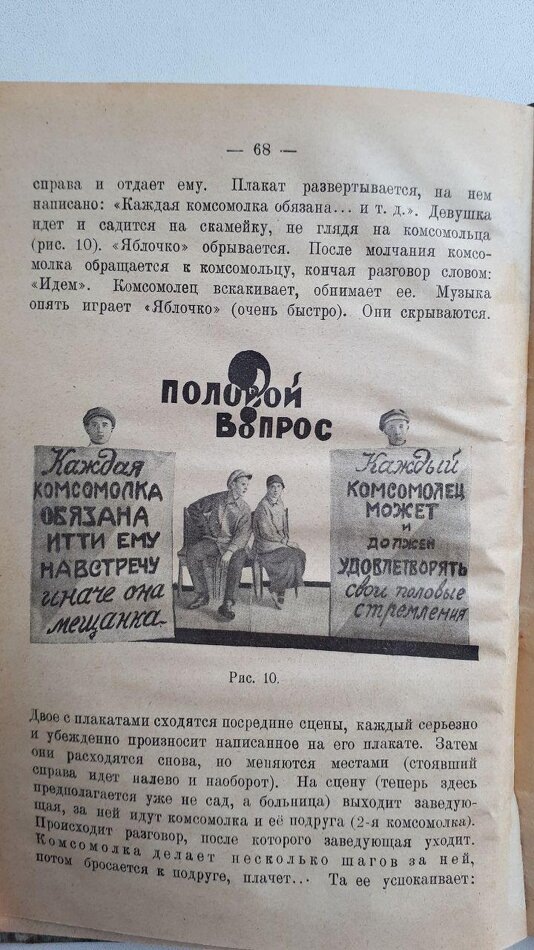 — 68 —
справа и отдает ему. Плакат развертывается, на нем
написано: «Каждая комсомолка обязана... и т. д.». Девушка
идет и садится на скамейку, не глядя на комсомольца
(рис. 10). «Яблочко» обрывается. После молчания комсо-
молка обращается к комсомольцу, кончая разговор словом:
«Идем». Комсомолец вскакивает, обнимает ее. Музыка
опять играет «Яблочко» (очень быстро). Они скрываются.
ПОЛОВОЙ
ВОПРОС
?
Каждая
КОМСОМОЛКА
ОБЯЗАНА
ИТТИ ЕМУ
НАВСТРЕЧУ
иначе она
мещанка
Каждый
КОМСОМОЛЕЦ
МОЖЕТ
и
ДОЛЖЕН
УДОВЛЕТВОРЯТЬ
свои половые
стремления
Рис. 10.
Двое с плакатами сходятся посредине сцены, каждый серьезно
и убежденно произносит написанное на его плакате. Затем
они расходятся снова, но меняются местами (стоявший
справа идет налево и наоборот). На сцену (теперь здесь
предполагается уже не сад, а больница) выходит заведую-
щая, за ней идут комсомолка и её подруга (2-я комсомолка).
Происходит разговор, после которого заведующая уходит.
Комсомолка делает несколько шагов за ней,
потом бросается к подруге, плачет... Та ее успокаивает: